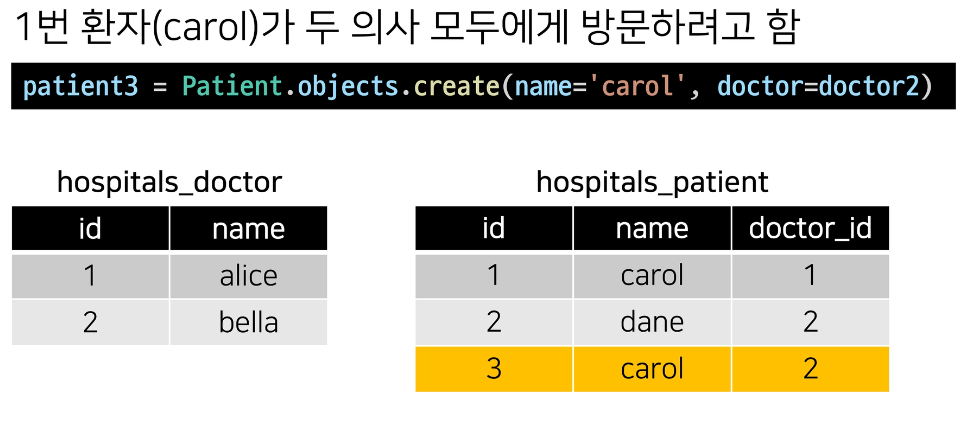 1번 환자(carol)가 두 의사 모두에게 방문하려고 함
patient3 = Patient.objects.create(name='carol', doctor=doctor2)
hospitals_doctor
id name
1 alice
2 bella
hospitals_patient
id name doctor_id
1 carol 1
2 dane 2
3 carol 2